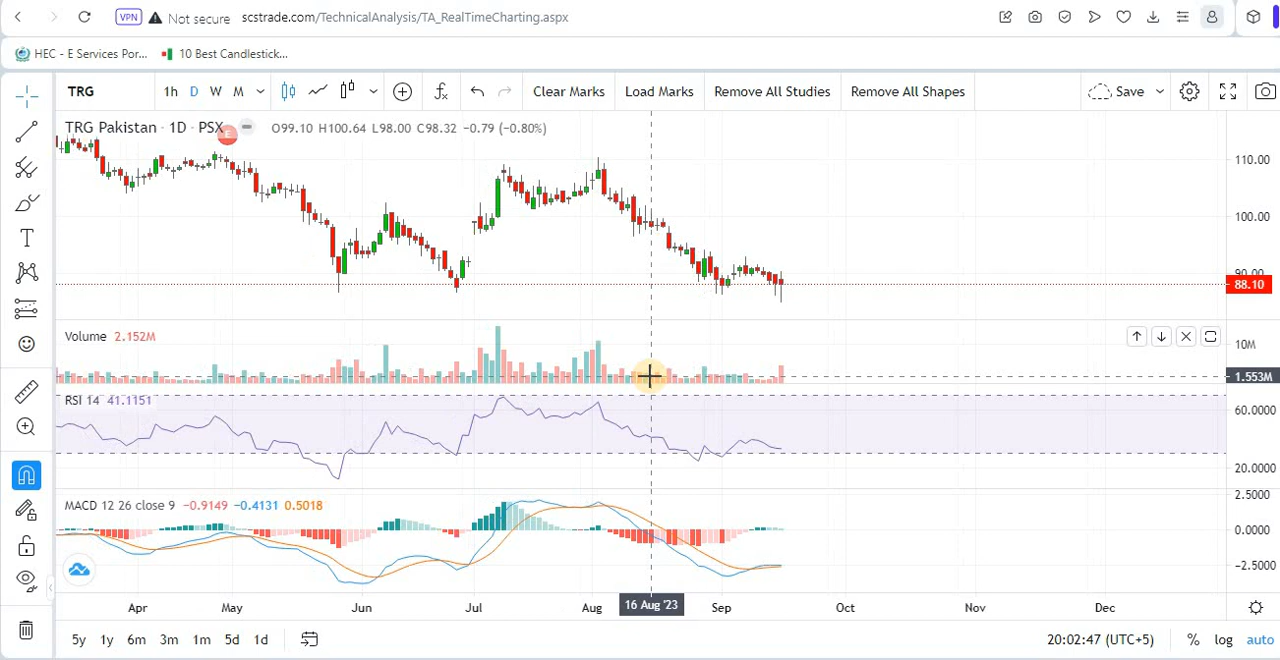 VPN Not secure scstrade.com/TechnicalAnalysis/TA_RealTimeCharting.aspx
HEC - E Services Por... 10 Best Candlestick...
TRG 1h D W M Clear Marks Load Marks Remove All Studies Remove All Shapes Save
TRG Pakistan · 1D · PSX E O99.10 H100.64 L98.00 C98.32 −0.79 (−0.80%)
110.00
100.00
90.00
88.10
Volume 2.152M
10M
1.553M
RSI 14 41.1151
60.0000
20.0000
MACD 12 26 close 9 −0.9149 −0.4131 0.5018
2.5000
0.0000
−2.5000
Apr May Jun Jul Aug 16 Aug '23 Sep Oct Nov Dec
5y 1y 6m 3m 1m 5d 1d 20:02:47 (UTC+5) % log auto